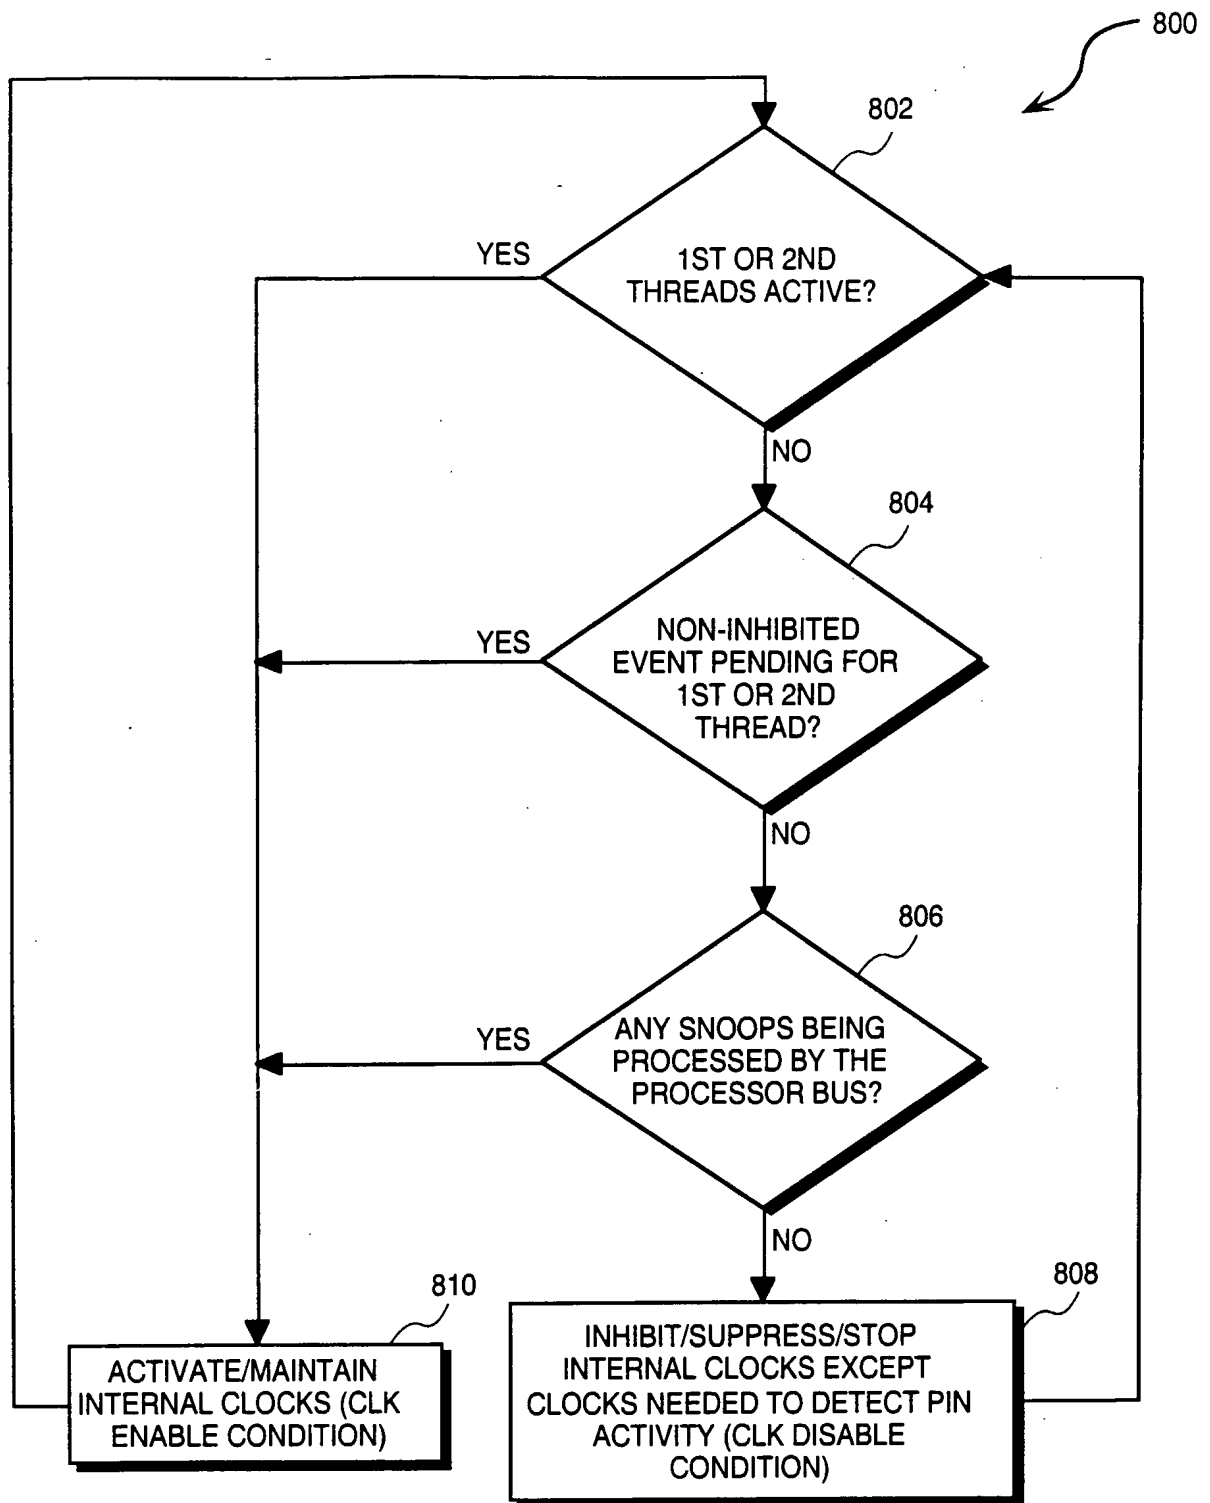 800
802
YES
1ST OR 2ND
THREADS ACTIVE?
NO
804
YES
NON-INHIBITED
EVENT PENDING FOR
1ST OR 2ND
THREAD?
NO
806
YES
ANY SNOOPS BEING
PROCESSED BY THE
PROCESSOR BUS?
NO
810
ACTIVATE/MAINTAIN
INTERNAL CLOCKS (CLK
ENABLE CONDITION)
808
INHIBIT/SUPPRESS/STOP
INTERNAL CLOCKS EXCEPT
CLOCKS NEEDED TO DETECT PIN
ACTIVITY (CLK DISABLE
CONDITION)